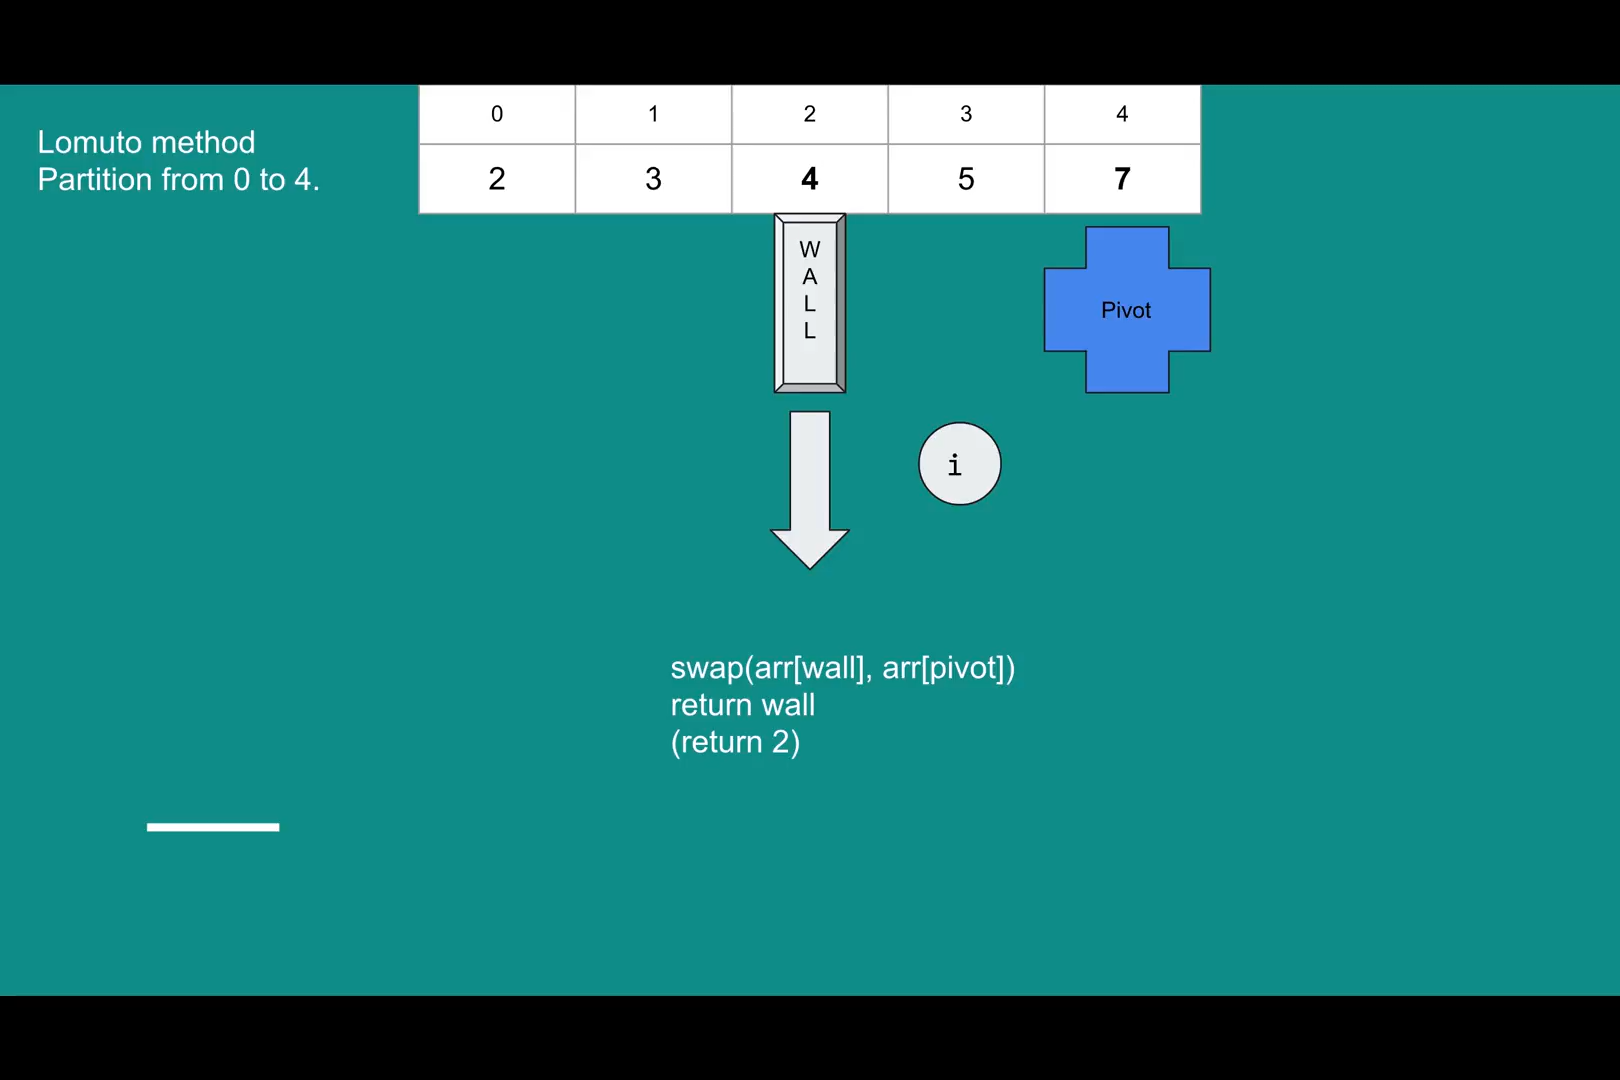 Lomuto method
Partition from 0 to 4.
0 1 2 3 4
2 3 4 5 7
W
A
L
L
Pivot
i
swap(arr[wall], arr[pivot])
return wall
(return 2)